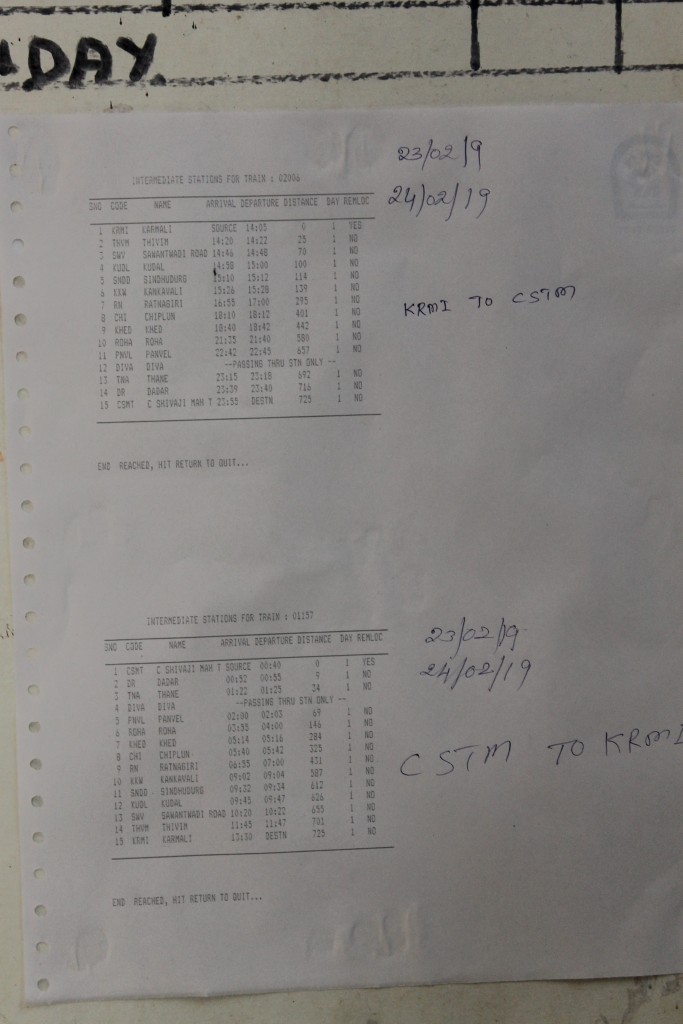 DAY
23/02/9
INTERMEDIATE STATIONS FOR TRAIN : 02006
24/02/19
SNO CODE NAME ARRIVAL DEPARTURE DISTANCE DAY REMLOC
1 KRMI KARMALI SOURCE 14:05 0 1 YES
2 THVM THIVIM 14:20 14:22 25 1 NO
3 SWV SAWANTWADI ROAD 14:46 14:48 70 1 NO
4 KUDL KUDAL 14:58 15:00 100 1 NO
5 SNDD SINDHUDURG 15:10 15:12 114 1 NO
6 KKW KANKAVALI 15:26 15:28 139 1 NO
7 RN RATNAGIRI 16:55 17:00 295 1 NO
8 CHI CHIPLUN 18:10 18:12 401 1 NO
9 KHED KHED 18:40 18:42 442 1 NO
10 ROHA ROHA 21:35 21:40 580 1 NO
11 PNVL PANVEL 22:42 22:45 657 1 NO
12 DIVA DIVA --PASSING THRU STN ONLY --
13 TNA THANE 23:15 23:18 692 1 NO
14 DR DADAR 23:39 23:40 716 1 NO
15 CSMT C SHIVAJI MAH T 23:55 DESTN 725 1 NO
KRMI TO CSTM
END REACHED, HIT RETURN TO QUIT...
INTERMEDIATE STATIONS FOR TRAIN : 01157
23/02/19
24/02/19
SNO CODE NAME ARRIVAL DEPARTURE DISTANCE DAY REMLOC
1 CSMT C SHIVAJI MAH T SOURCE 00:40 0 1 YES
2 DR DADAR 00:52 00:55 9 1 NO
3 TNA THANE 01:22 01:25 34 1 NO
4 DIVA DIVA --PASSING THRU STN ONLY --
5 PNVL PANVEL 02:00 02:03 69 1 NO
6 ROHA ROHA 03:55 04:00 146 1 NO
7 KHED KHED 05:14 05:16 284 1 NO
8 CHI CHIPLUN 05:40 05:42 325 1 NO
9 RN RATNAGIRI 06:55 07:00 431 1 NO
10 KKW KANKAVALI 09:02 09:04 587 1 NO
11 SNDD SINDHUDURG 09:32 09:34 612 1 NO
12 KUDL KUDAL 09:45 09:47 626 1 NO
13 SWV SAWANTWADI ROAD 10:20 10:22 655 1 NO
14 THVM THIVIM 11:45 11:47 701 1 NO
15 KRMI KARMALI 13:30 DESTN 725 1 NO
CSTM TO KRMI
END REACHED, HIT RETURN TO QUIT...